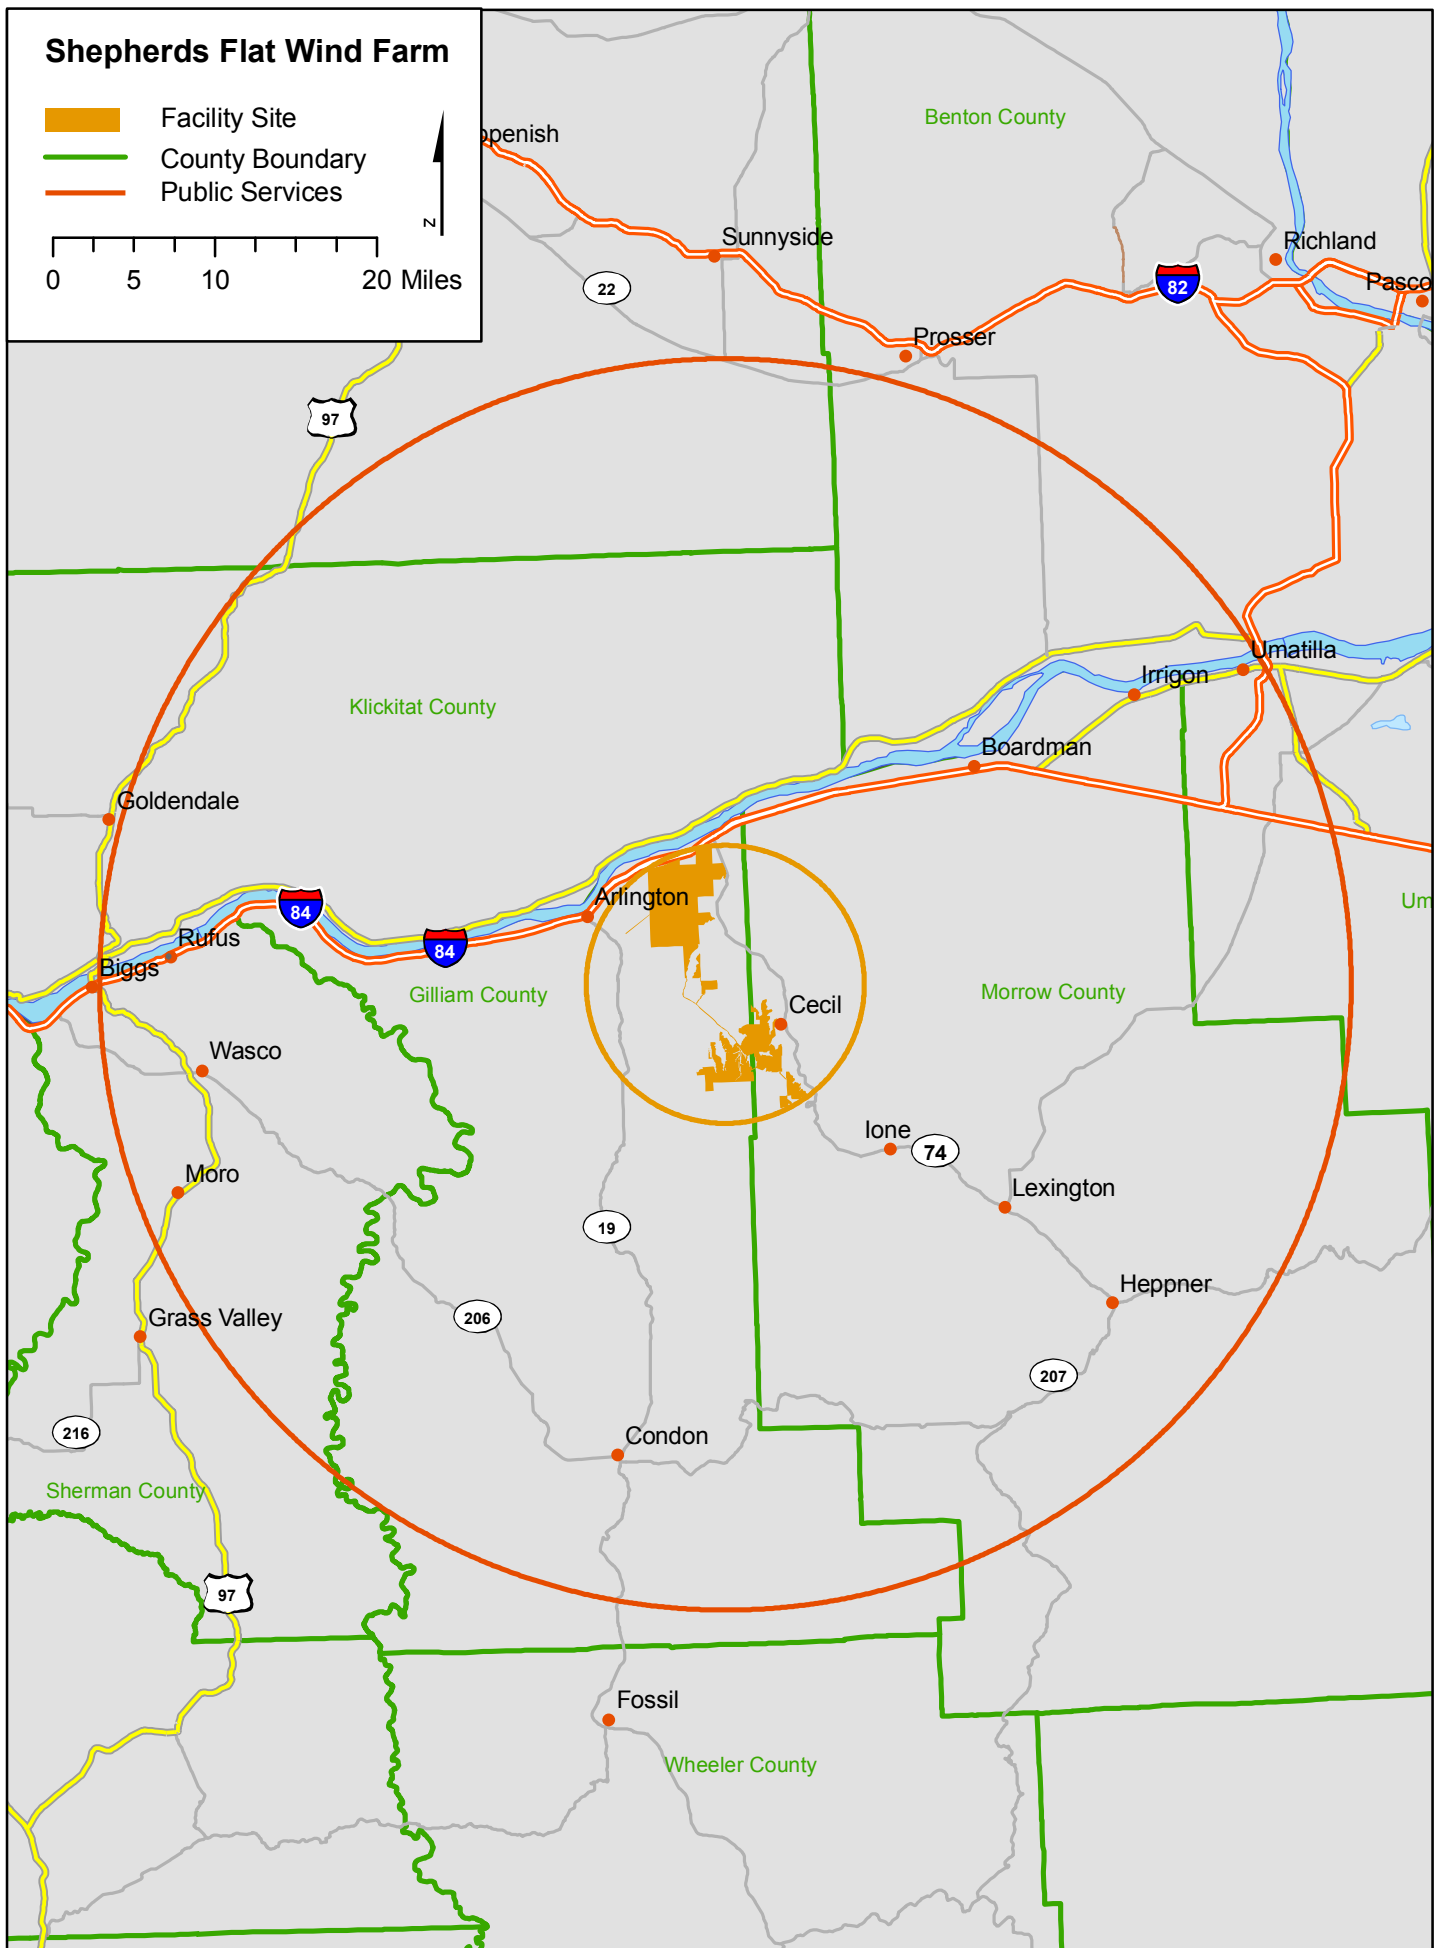 Shepherds Flat Wind Farm
Facility Site
County Boundary
Public Services
z
0 5 10 20 Miles
ppenish
Benton County
Sunnyside
Richland
22
82
Pasco
Prosser
97
Umatilla
Irrigon
Klickitat County
Boardman
Goldendale
Arlington
84
Um
Rufus
84
Biggs
Gilliam County
Morrow County
Cecil
Wasco
Ione
74
Moro
Lexington
19
Heppner
Grass Valley
206
207
216
Condon
Sherman County
97
Fossil
Wheeler County